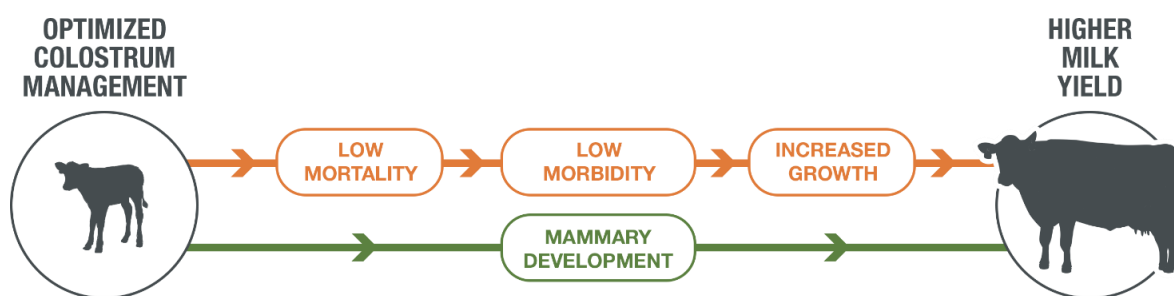 OPTIMIZED
COLOSTRUM
MANAGEMENT
LOW
MORTALITY
LOW
MORBIDITY
INCREASED
GROWTH
MAMMARY
DEVELOPMENT
HIGHER
MILK
YIELD